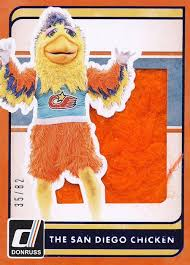 35/82
DONRUSS
THE SAN DIEGO CHICKEN